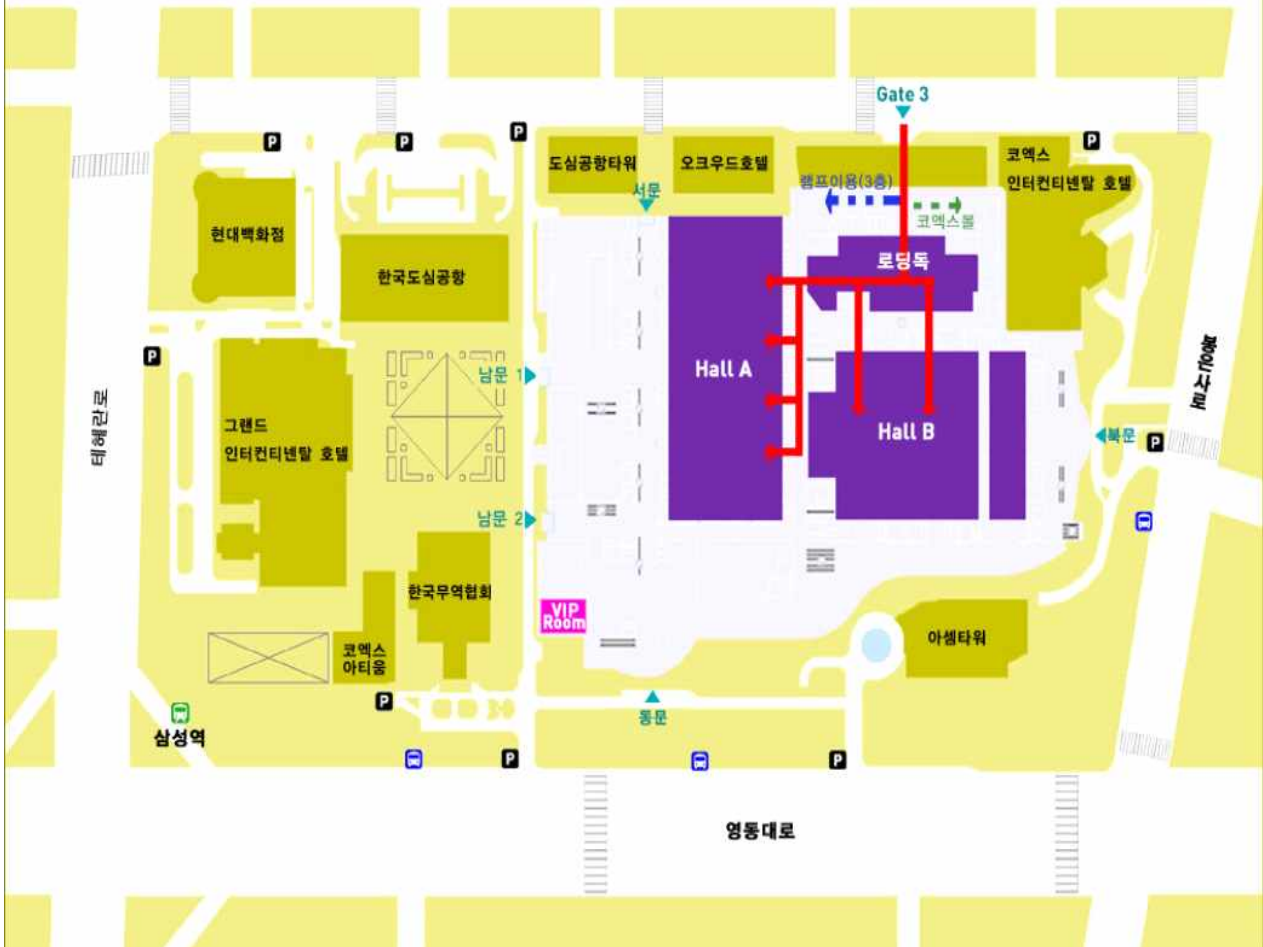 Gate 3
P
P
P
P
도심공항타워
오크우드호텔
코엑스
인터컨티넨탈 호텔
램프이용(3층)
서문
코엑스몰
현대백화점
로딩독
한국도심공항
P
남문 1
Hall A
봉은사로
테헤란로
그랜드
인터컨티넨탈 호텔
Hall B
북문
P
남문 2
한국무역협회
VIP
Room
아셈타워
코엑스
아티움
P
동문
삼성역
P
P
영동대로